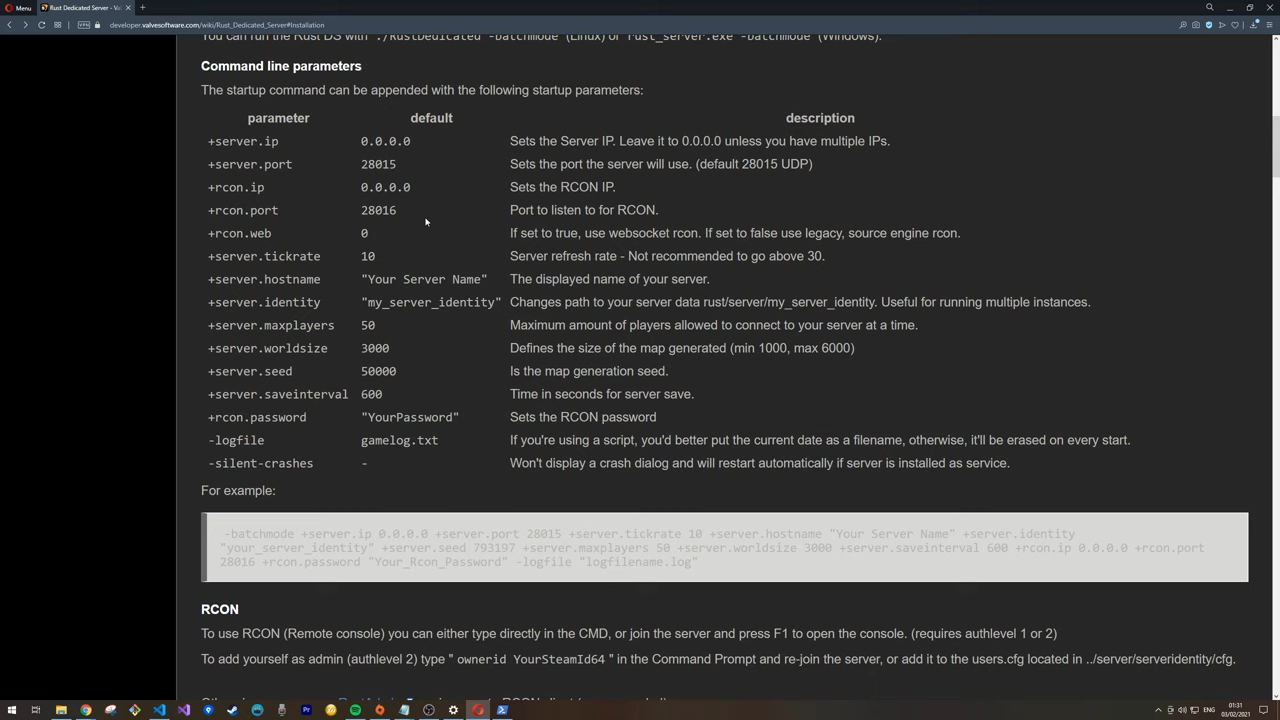 Menu
Rust Dedicated Server - Val
VPN
developer.valvesoftware.com/wiki/Rust_Dedicated_Server#Installation
You can run the Rust DS with ./RustDedicated -batchmode (Linux) or rust_server.exe -batchmode (Windows).
Command line parameters
The startup command can be appended with the following startup parameters:
parameter default description
+server.ip 0.0.0.0 Sets the Server IP. Leave it to 0.0.0.0 unless you have multiple IPs.
+server.port 28015 Sets the port the server will use. (default 28015 UDP)
+rcon.ip 0.0.0.0 Sets the RCON IP.
+rcon.port 28016 Port to listen to for RCON.
+rcon.web 0 If set to true, use websocket rcon. If set to false use legacy, source engine rcon.
+server.tickrate 10 Server refresh rate - Not recommended to go above 30.
+server.hostname "Your Server Name" The displayed name of your server.
+server.identity "my_server_identity" Changes path to your server data rust/server/my_server_identity. Useful for running multiple instances.
+server.maxplayers 50 Maximum amount of players allowed to connect to your server at a time.
+server.worldsize 3000 Defines the size of the map generated (min 1000, max 6000)
+server.seed 50000 Is the map generation seed.
+server.saveinterval 600 Time in seconds for server save.
+rcon.password "YourPassword" Sets the RCON password
-logfile gamelog.txt If you're using a script, you'd better put the current date as a filename, otherwise, it'll be erased on every start.
-silent-crashes - Won't display a crash dialog and will restart automatically if server is installed as service.
For example:
-batchmode +server.ip 0.0.0.0 +server.port 28015 +server.tickrate 10 +server.hostname "Your Server Name" +server.identity
"your_server_identity" +server.seed 793197 +server.maxplayers 50 +server.worldsize 3000 +server.saveinterval 600 +rcon.ip 0.0.0.0 +rcon.port
28016 +rcon.password "Your_Rcon_Password" -logfile "logfilename.log"
RCON
To use RCON (Remote console) you can either type directly in the CMD, or join the server and press F1 to open the console. (requires authlevel 1 or 2)
To add yourself as admin (authlevel 2) type " ownerid YourSteamId64 " in the Command Prompt and re-join the server, or add it to the users.cfg located in ../server/serveridentity/cfg.
ENG
01:31
03/02/2021